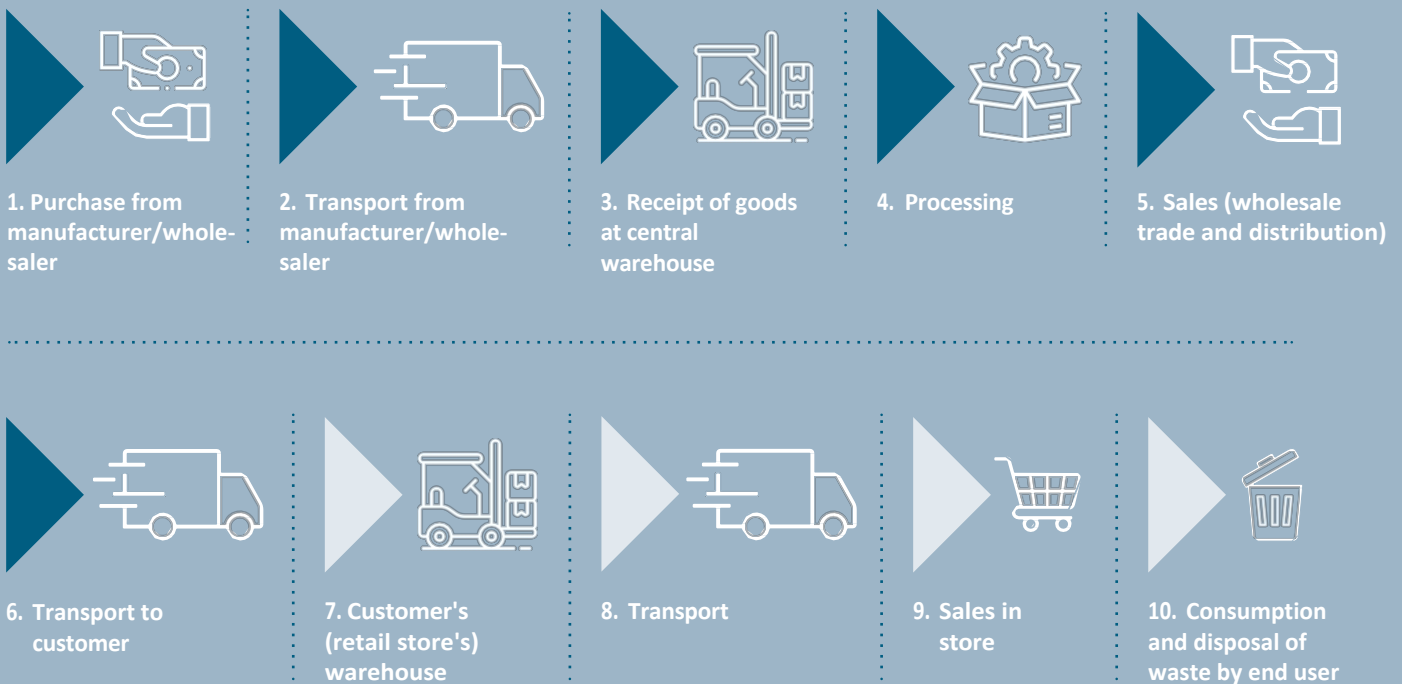 1. Purchase from
manufacturer/whole-
saler
2. Transport from
manufacturer/whole-
saler
3. Receipt of goods
at central
warehouse
4. Processing
5. Sales (wholesale
trade and distribution)
6. Transport to
customer
7. Customer's
(retail store's)
warehouse
8. Transport
9. Sales in
store
10. Consumption
and disposal of
waste by end user